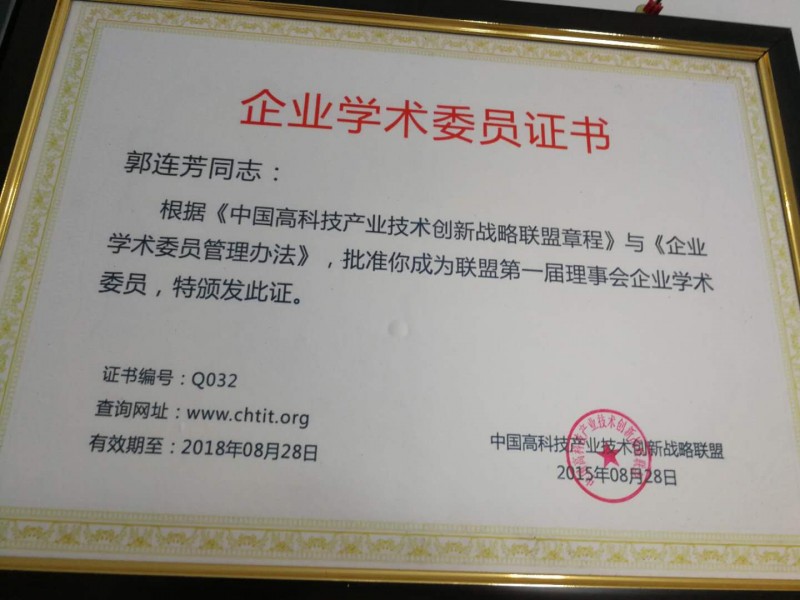 企业学术委员证书
郭连芳同志：
根据《中国高科技产业技术创新战略联盟章程》与《企业
学术委员管理办法》，批准你成为联盟第一届理事会企业学术
委员，特颁发此证。
证书编号：Q032
查询网址：www.chtit.org
有效期至：2018年08月28日
中国高科技产业技术创新战略联盟
2015年08月28日